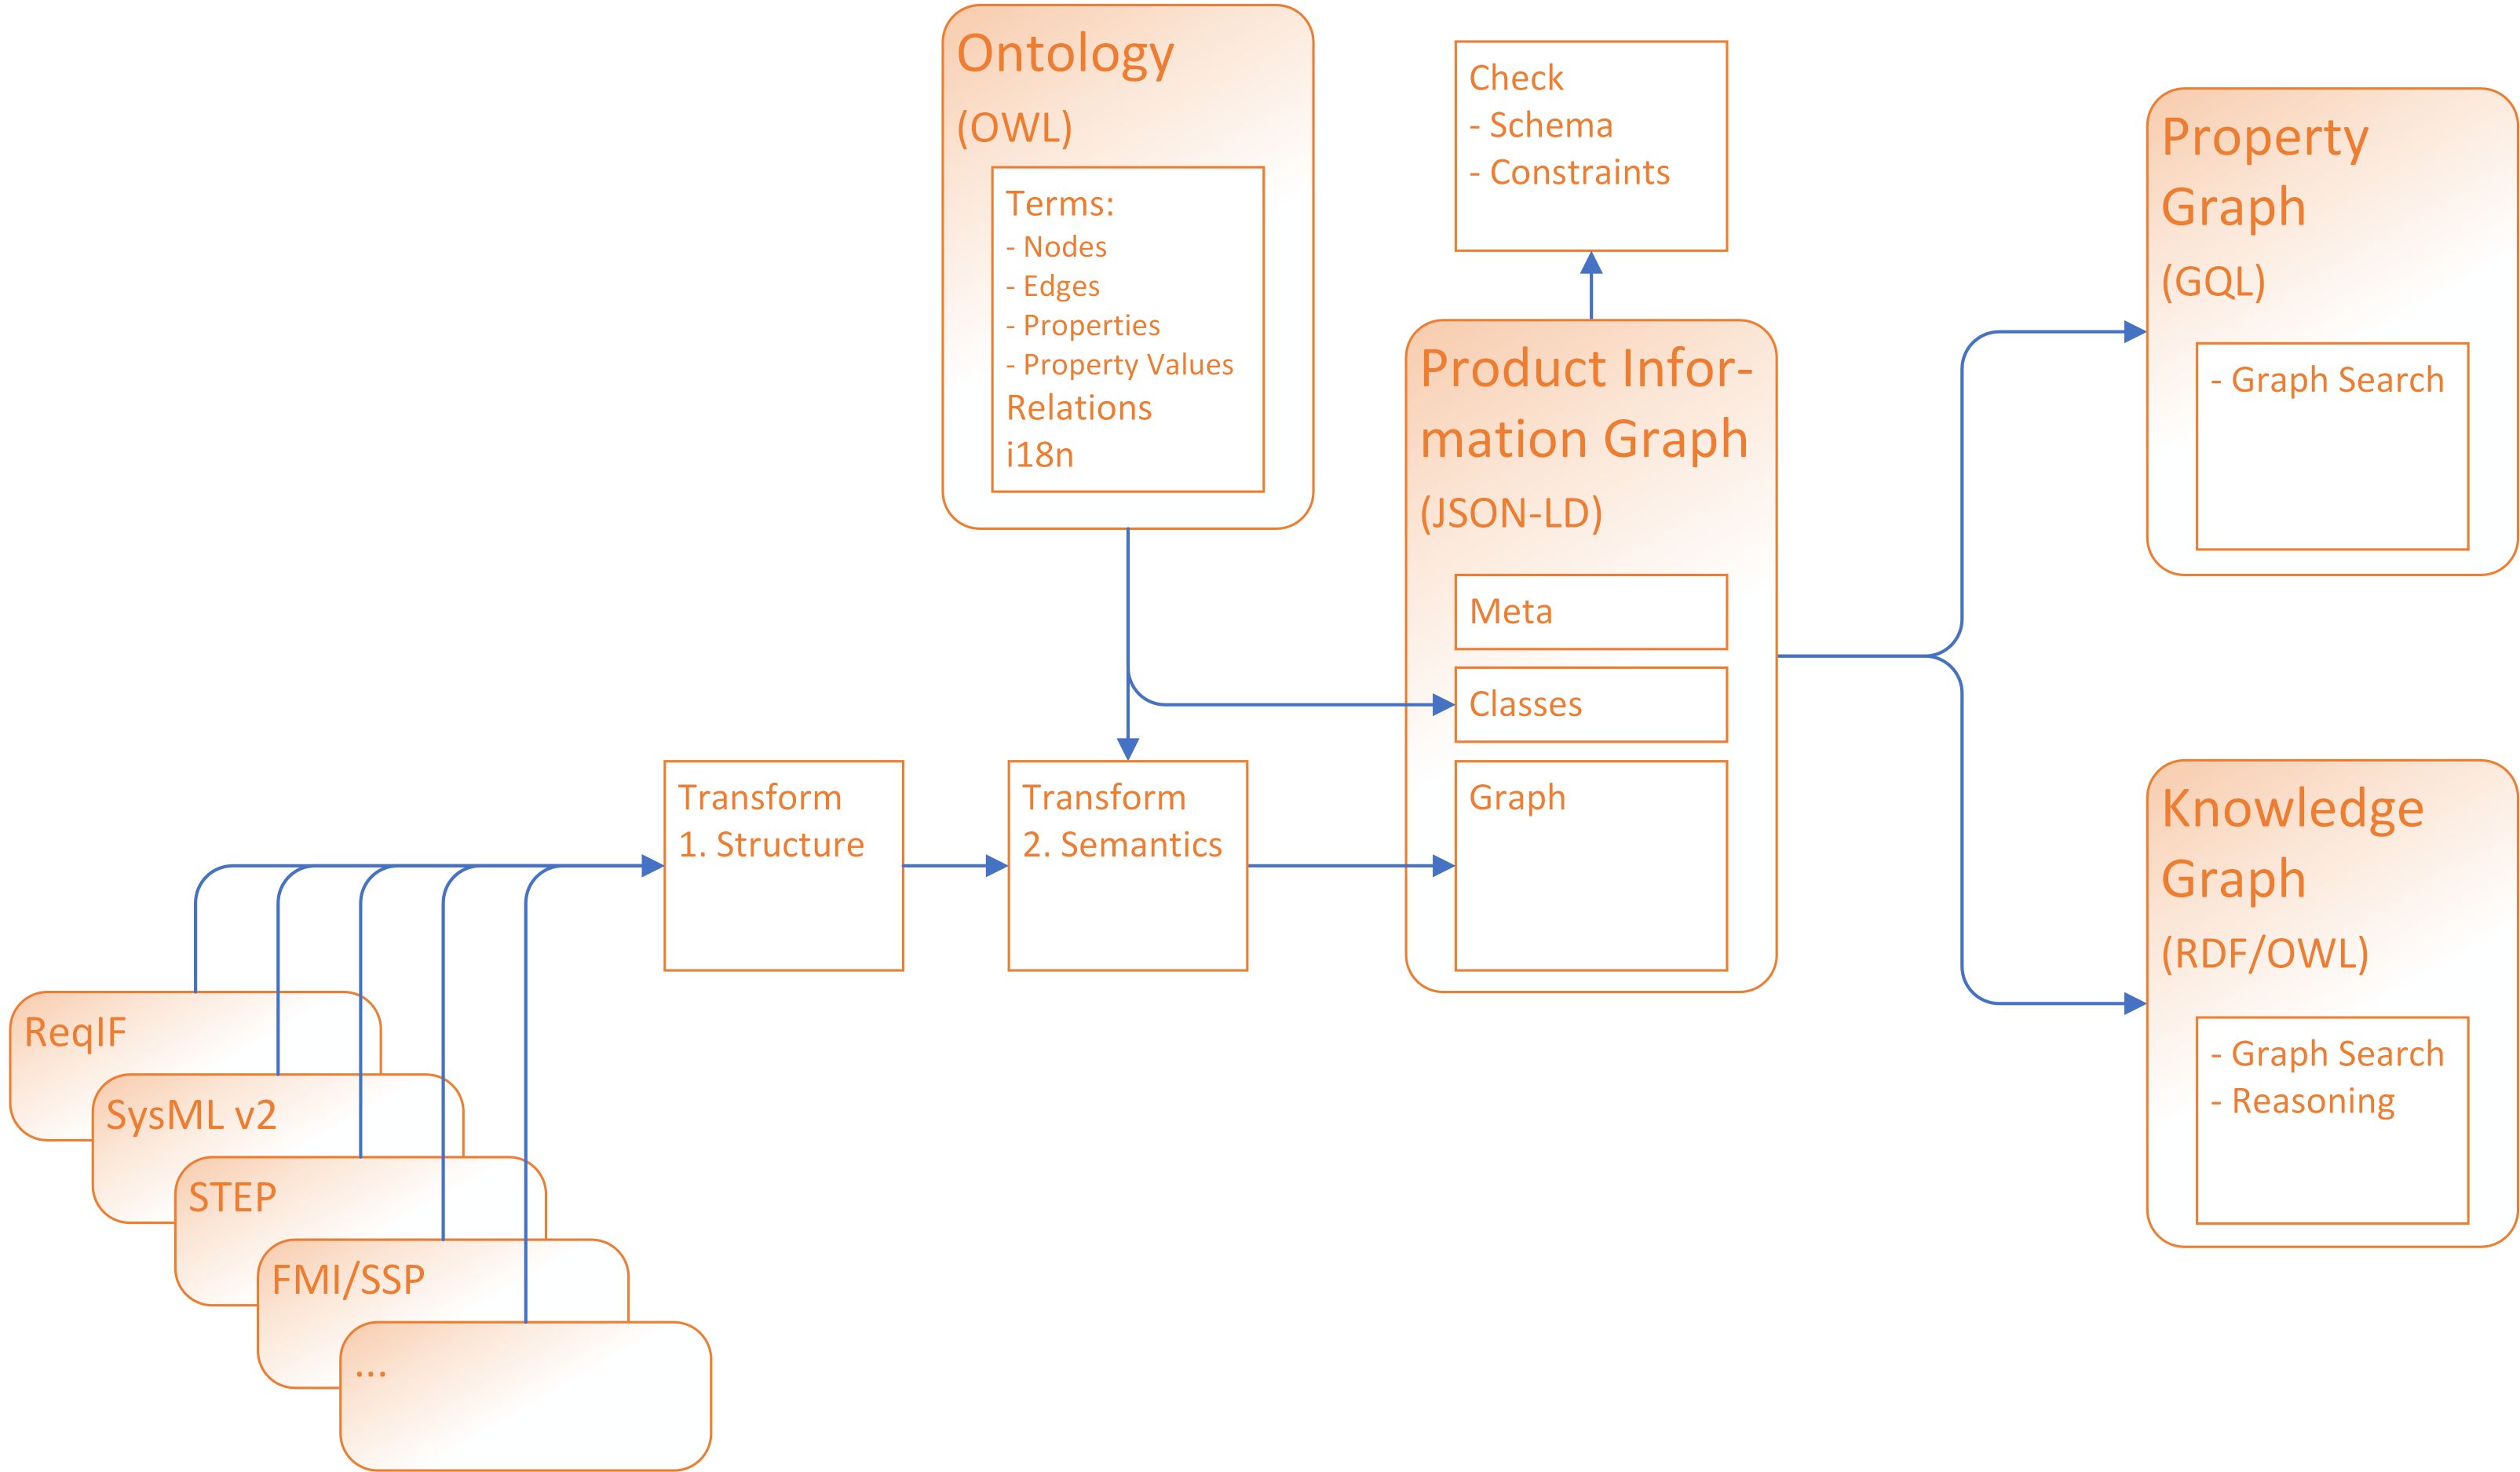 Ontology
(OWL)
Terms:
- Nodes
- Edges
- Properties
- Property Values
Relations
i18n
Check
- Schema
- Constraints
Product Infor-
mation Graph
(JSON-LD)
Meta
Classes
Graph
Property
Graph
(GQL)
- Graph Search
Transform
1. Structure
Transform
2. Semantics
Knowledge
Graph
(RDF/OWL)
- Graph Search
- Reasoning
ReqIF
SysML v2
STEP
FMI/SSP
...